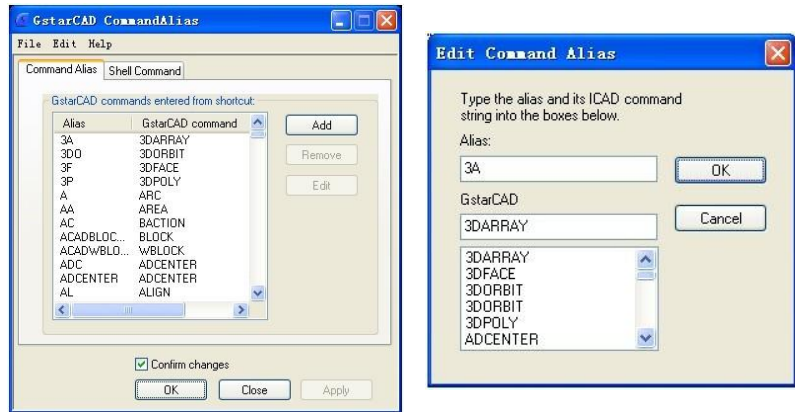 GstarCAD CommandAlias
File Edit Help
Command Alias Shell Command
GstarCAD commands entered from shortcut:
Alias GstarCAD command
3A 3DARRAY
3DO 3DORBIT
3F 3DFACE
3P 3DPOLY
A ARC
AA AREA
AC BACTION
ACADBLOC... BLOCK
ACADWBLO... WBLOCK
ADC ADCENTER
ADCENTER ADCENTER
AL ALIGN
Add
Remove
Edit
Confirm changes
OK Close Apply
Edit Command Alias
Type the alias and its ICAD command
string into the boxes below.
Alias:
3A
OK
GstarCAD
3DARRAY
Cancel
3DARRAY
3DFACE
3DORBIT
3DORBIT
3DPOLY
ADCENTER